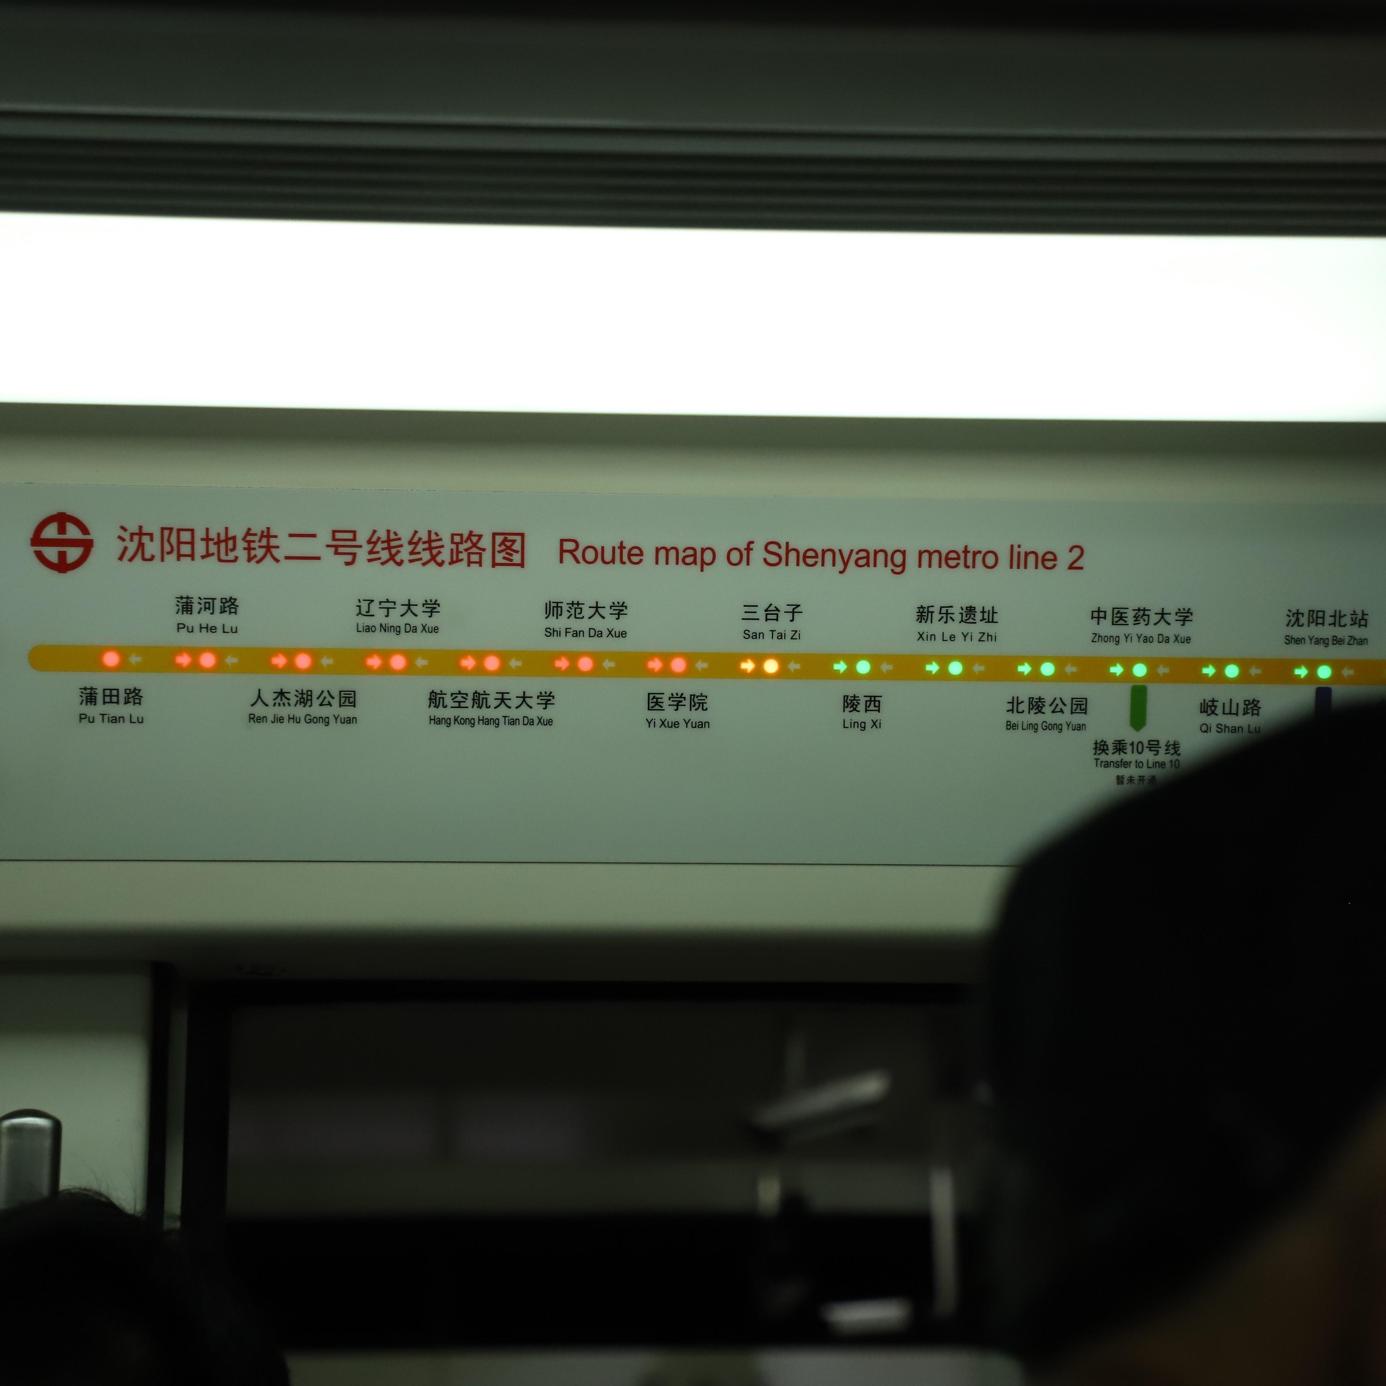 沈阳地铁二号线线路图 Route map of Shenyang metro line 2
蒲河路
Pu He Lu
辽宁大学
Liao Ning Da Xue
师范大学
Shi Fan Da Xue
三台子
San Tai Zi
新乐遗址
Xin Le Yi Zhi
中医药大学
Zhong Yi Yao Da Xue
沈阳北站
Shen Yang Bei Zhan
蒲田路
Pu Tian Lu
人杰湖公园
Ren Jie Hu Gong Yuan
航空航天大学
Hang Kong Hang Tian Da Xue
医学院
Yi Xue Yuan
陵西
Ling Xi
北陵公园
Bei Ling Gong Yuan
岐山路
Qi Shan Lu
换乘10号线
Transfer to Line 10
暂未开通